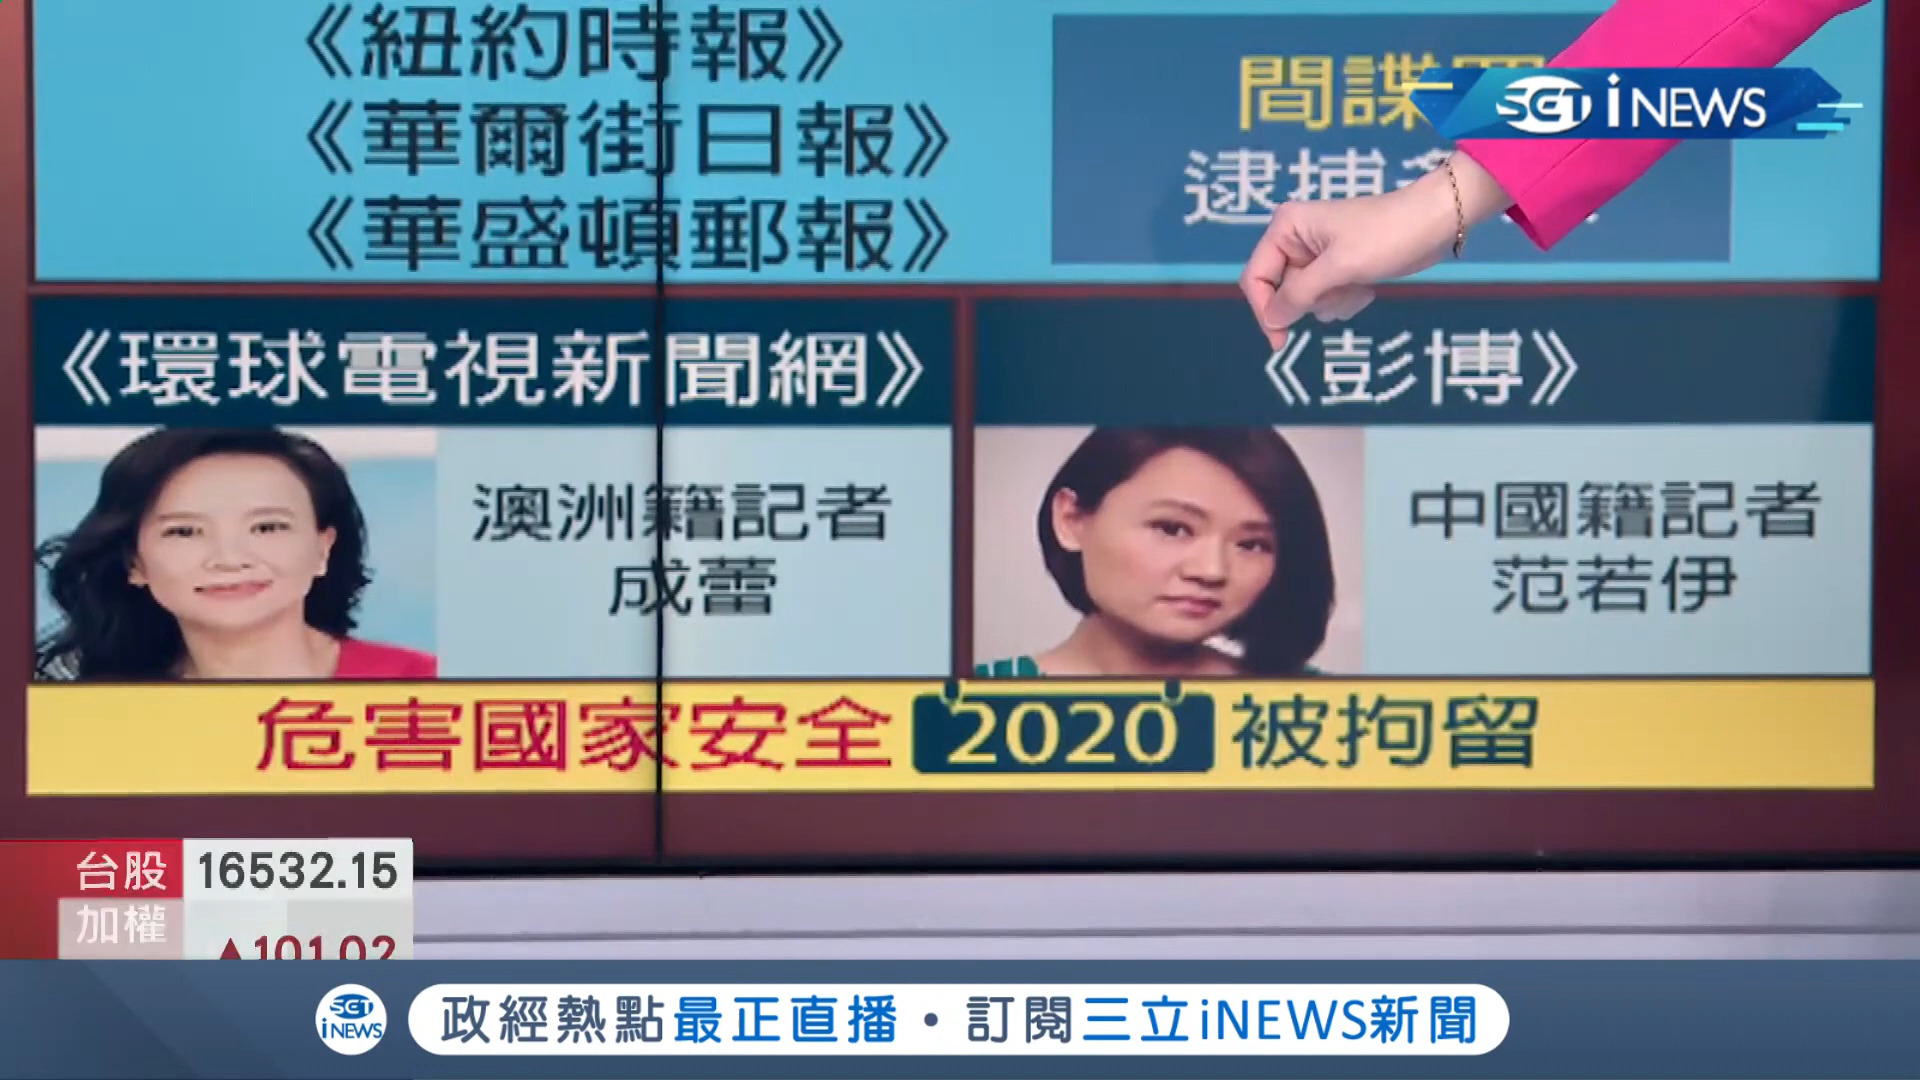 《紐約時報》
《華爾街日報》
《華盛頓郵報》
間諜
逮捕
SET iNEWS
《環球電視新聞網》
《彭博》
澳洲籍記者
成蕾
中國籍記者
范若伊
危害國家安全 2020 被拘留
台股 16532.15
加權 ▲101.02
SET iNEWS
政經熱點最正直播・訂閱三立iNEWS新聞